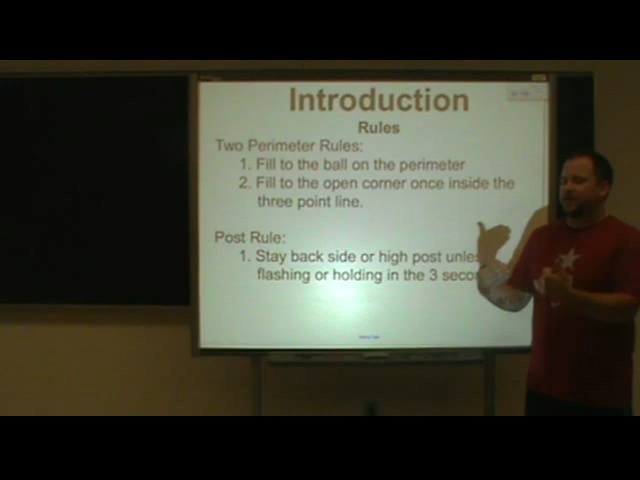 Introduction
Rules
Two Perimeter Rules:
1. Fill to the ball on the perimeter
2. Fill to the open corner once inside the
three point line.
Post Rule:
1. Stay back side or high post
flashing or holding in the 3